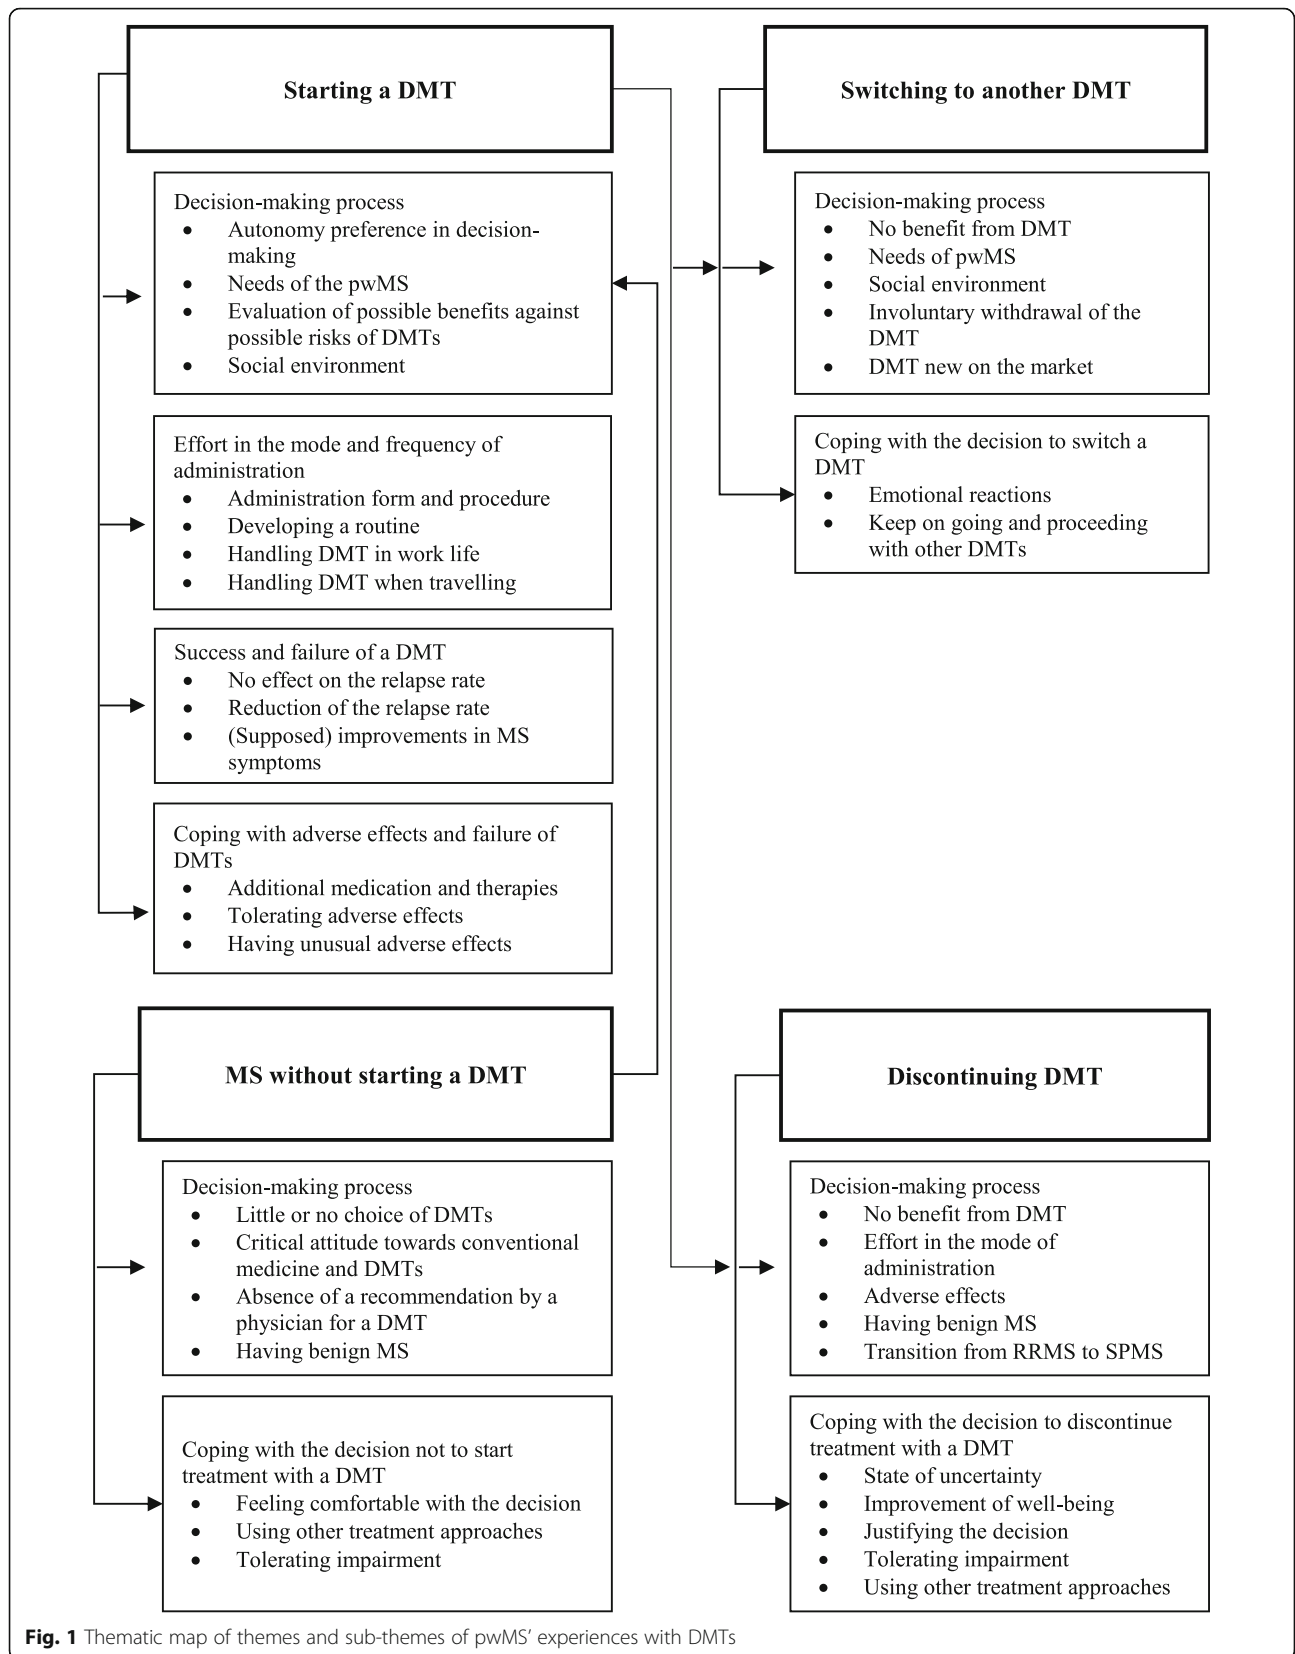 Starting a DMT
Decision-making process
• Autonomy preference in decision-
making
• Needs of the pwMS
• Evaluation of possible benefits against
possible risks of DMTs
• Social environment
Effort in the mode and frequency of
administration
• Administration form and procedure
• Developing a routine
• Handling DMT in work life
• Handling DMT when travelling
Success and failure of a DMT
• No effect on the relapse rate
• Reduction of the relapse rate
• (Supposed) improvements in MS
symptoms
Coping with adverse effects and failure of
DMTs
• Additional medication and therapies
• Tolerating adverse effects
• Having unusual adverse effects
Switching to another DMT
Decision-making process
• No benefit from DMT
• Needs of pwMS
• Social environment
• Involuntary withdrawal of the
DMT
• DMT new on the market
Coping with the decision to switch a
DMT
• Emotional reactions
• Keep on going and proceeding
with other DMTs
MS without starting a DMT
Decision-making process
• Little or no choice of DMTs
• Critical attitude towards conventional
medicine and DMTs
• Absence of a recommendation by a
physician for a DMT
• Having benign MS
Coping with the decision not to start
treatment with a DMT
• Feeling comfortable with the decision
• Using other treatment approaches
• Tolerating impairment
Discontinuing DMT
Decision-making process
• No benefit from DMT
• Effort in the mode of
administration
• Adverse effects
• Having benign MS
• Transition from RRMS to SPMS
Coping with the decision to discontinue
treatment with a DMT
• State of uncertainty
• Improvement of well-being
• Justifying the decision
• Tolerating impairment
• Using other treatment approaches
Fig. 1 Thematic map of themes and sub-themes of pwMS' experiences with DMTs